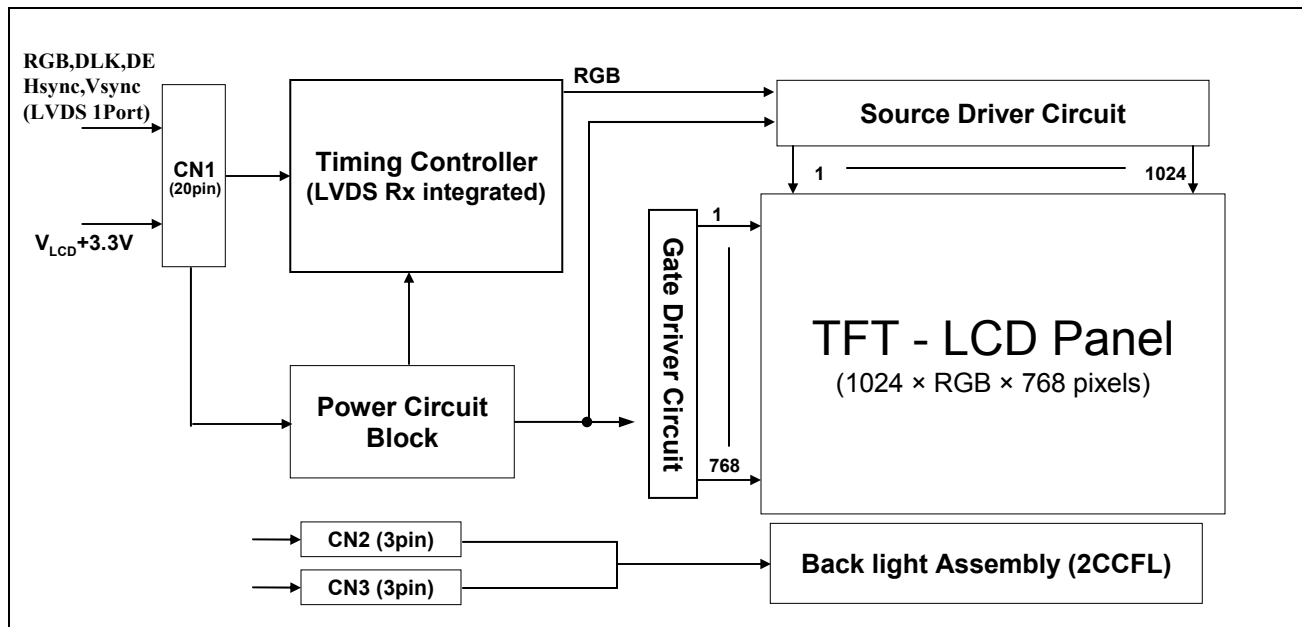 RGB,DLK,DE
Hsync,Vsync
(LVDS 1Port)
CN1
(20pin)
VLCD+3.3V
Timing Controller
(LVDS Rx integrated)
RGB
Source Driver Circuit
1
1024
Power Circuit
Block
Gate Driver Circuit
1
768
TFT - LCD Panel
(1024 × RGB × 768 pixels)
CN2 (3pin)
CN3 (3pin)
Back light Assembly (2CCFL)